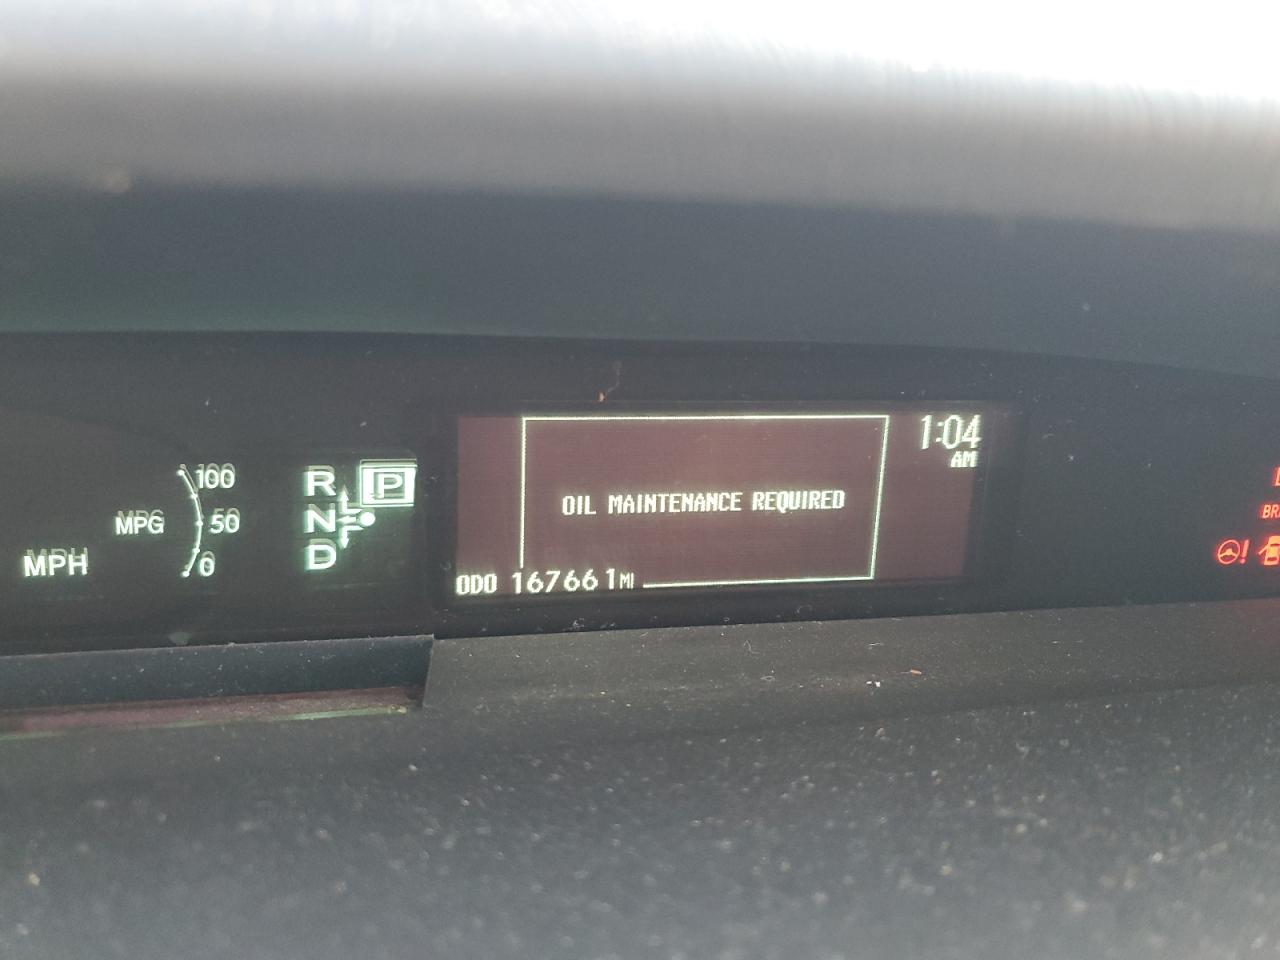 100
MPG 50
0
MPH
R P
N
D
1:04
AM
OIL MAINTENANCE REQUIRED
ODO 167661 MI
!